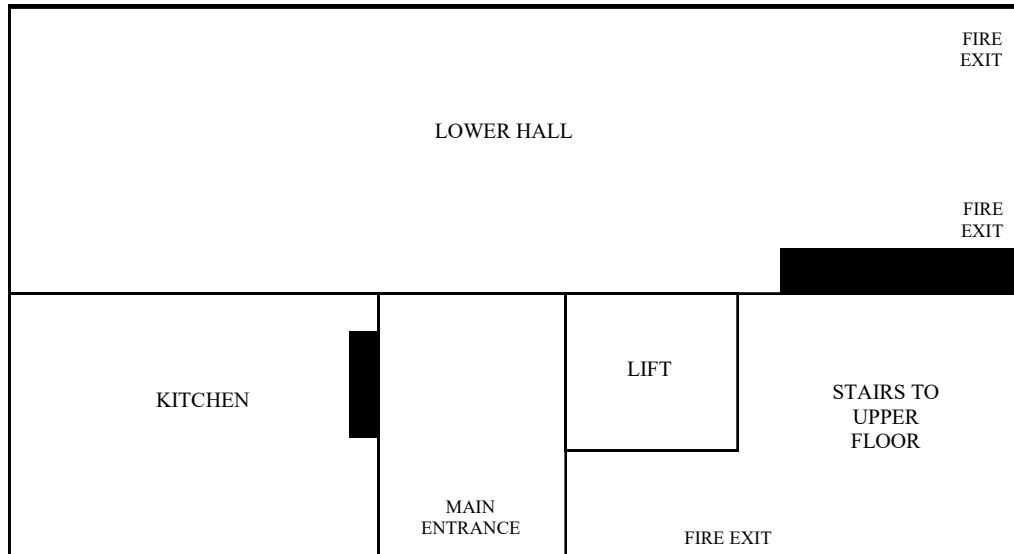 FIRE
EXIT
LOWER HALL
FIRE
EXIT
LIFT
KITCHEN
STAIRS TO
UPPER
FLOOR
MAIN
ENTRANCE
FIRE EXIT